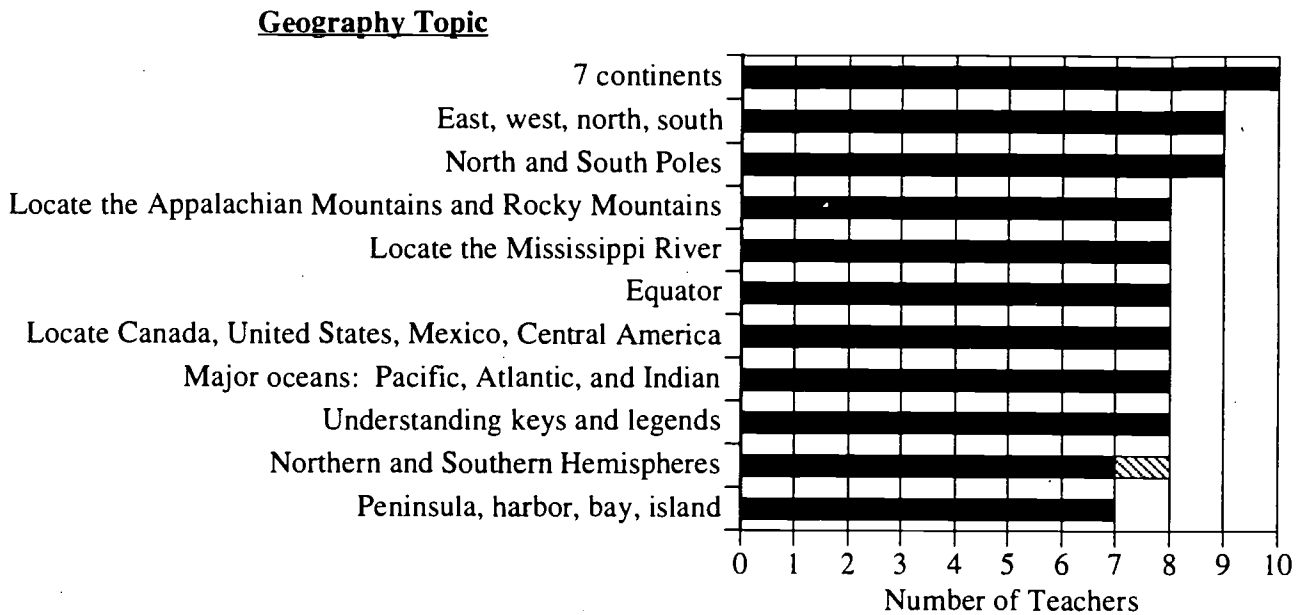 Geography Topic
7 continents
East, west, north, south
North and South Poles
Locate the Appalachian Mountains and Rocky Mountains
Locate the Mississippi River
Equator
Locate Canada, United States, Mexico, Central America
Major oceans: Pacific, Atlantic, and Indian
Understanding keys and legends
Northern and Southern Hemispheres
Peninsula, harbor, bay, island
0 1 2 3 4 5 6 7 8 9 10
Number of Teachers